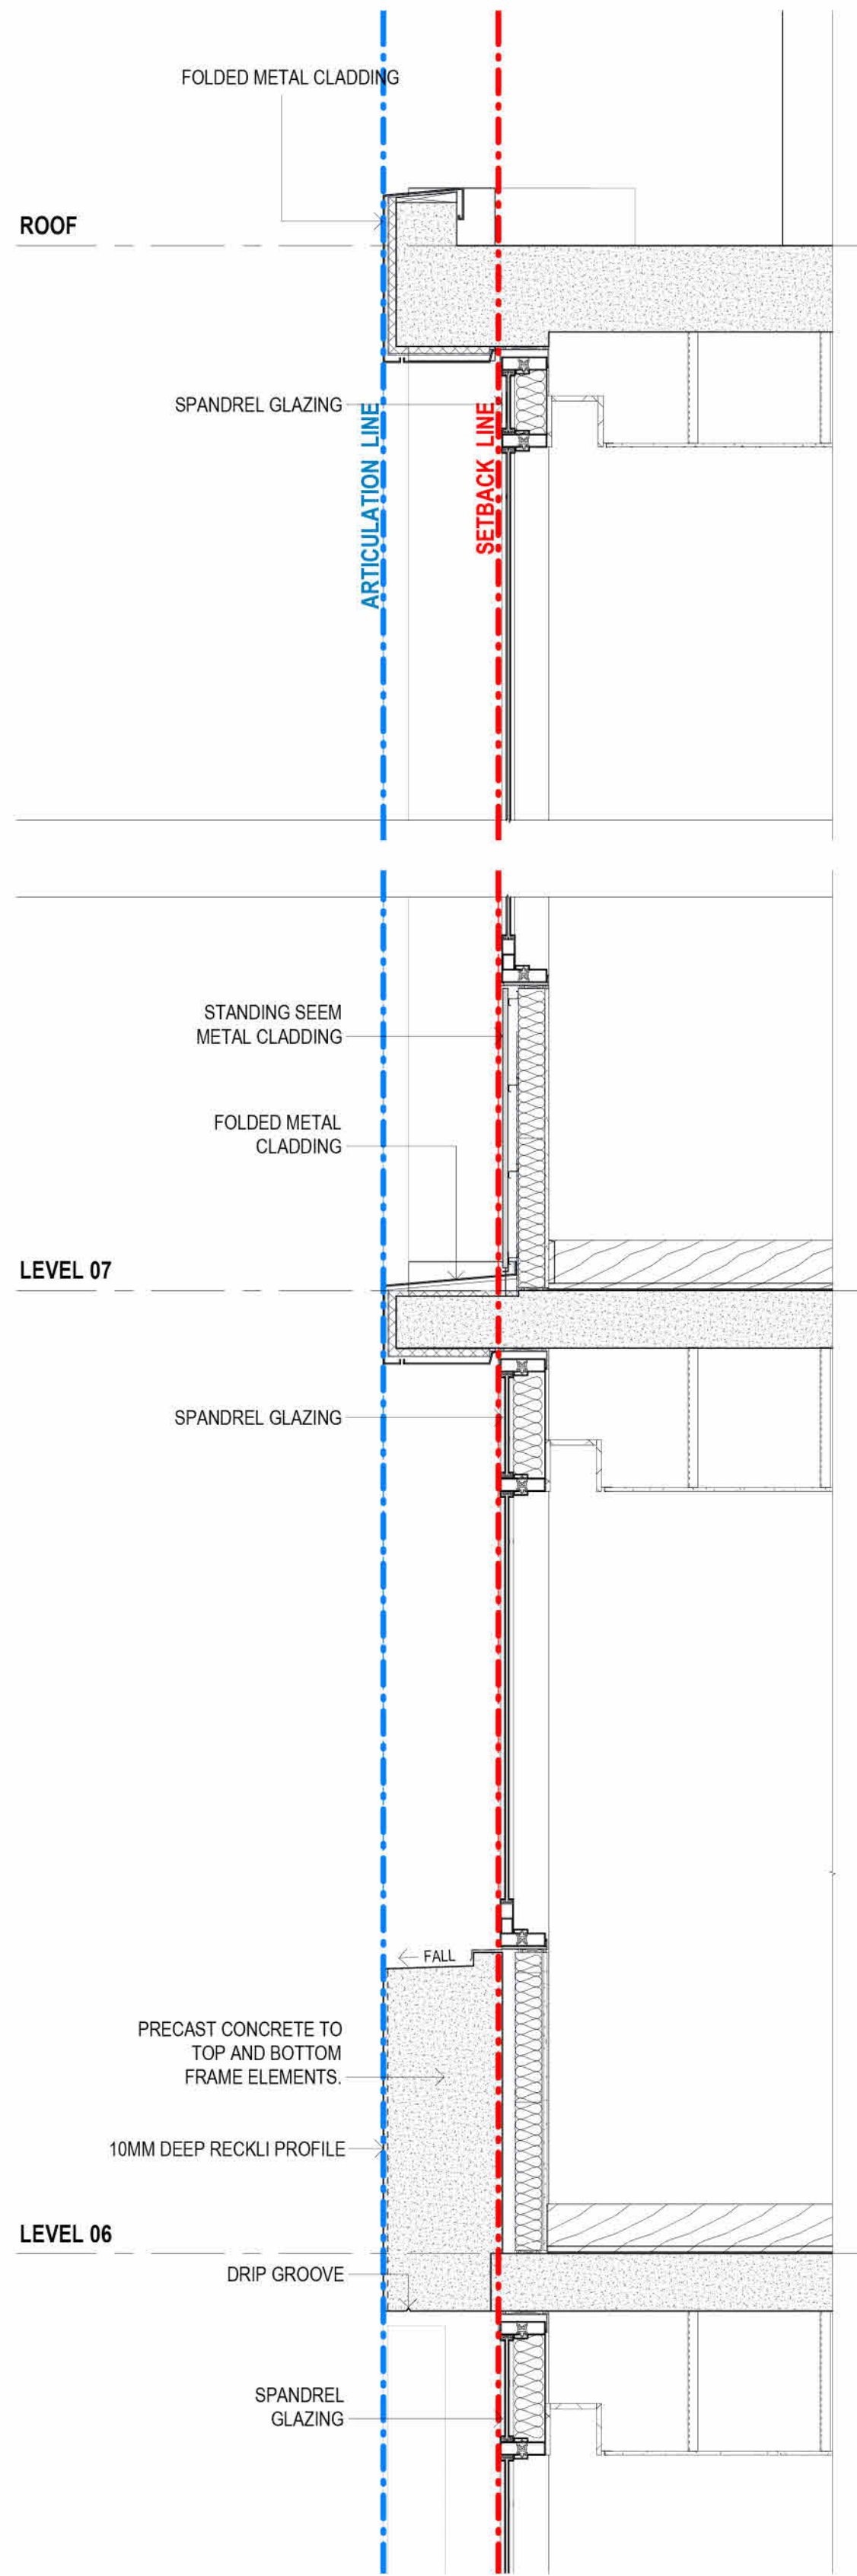 FOLDED METAL CLADDING
ROOF
SPANDREL GLAZING
ARTICULATION LINE
SETBACK LINE
STANDING SEEM
METAL CLADDING
FOLDED METAL
CLADDING
LEVEL 07
SPANDREL GLAZING
FALL
PRECAST CONCRETE TO
TOP AND BOTTOM
FRAME ELEMENTS.
10MM DEEP RECKLI PROFILE
LEVEL 06
DRIP GROOVE
SPANDREL
GLAZING